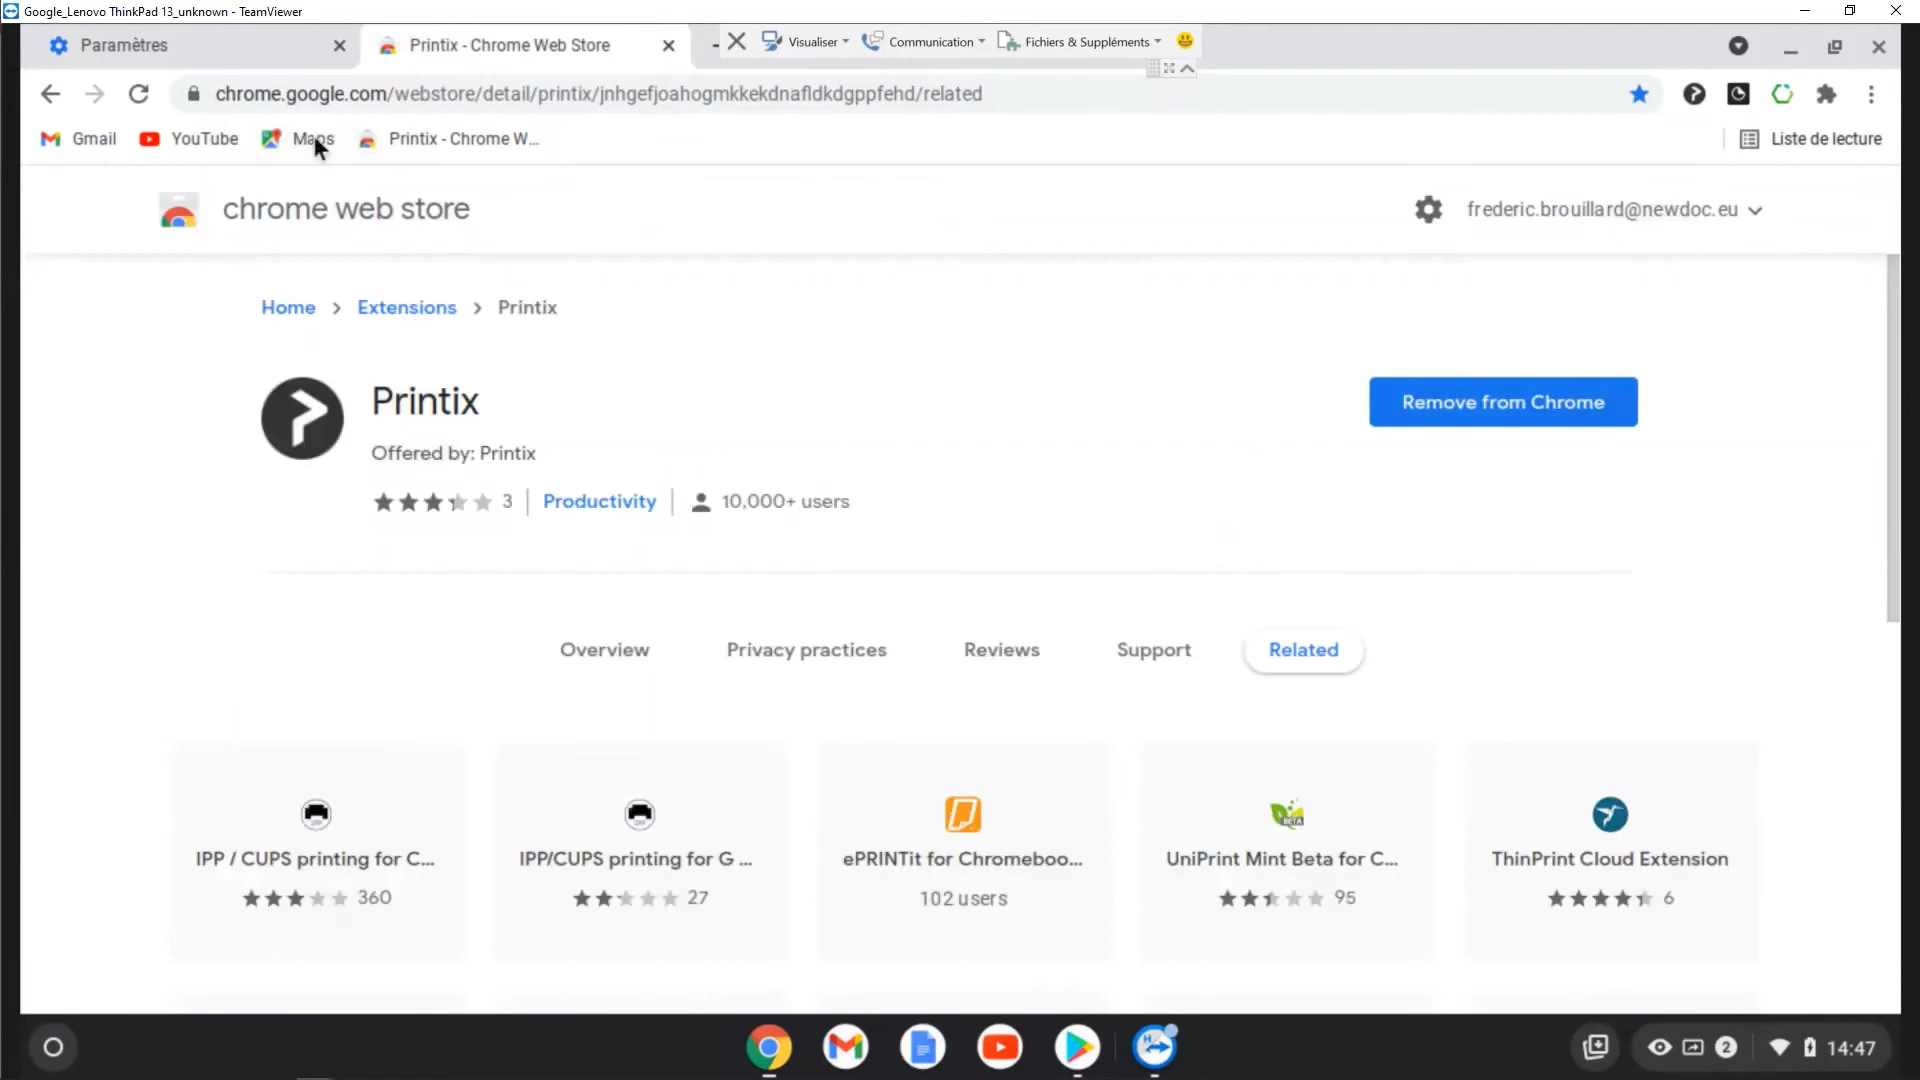 Google_Lenovo ThinkPad 13_unknown - TeamViewer
Paramètres
Printix - Chrome Web Store
Visualiser
Communication
Fichiers & Suppléments
chrome.google.com/webstore/detail/printix/jnhgefjoahogmkkekdnafldkdgppfehd/related
Gmail
YouTube
Maps
Printix - Chrome W...
Liste de lecture
chrome web store
frederic.brouillard@newdoc.eu
Home > Extensions > Printix
Printix
Remove from Chrome
Offered by: Printix
3
Productivity
10,000+ users
Overview
Privacy practices
Reviews
Support
Related
IPP / CUPS printing for C...
IPP/CUPS printing for G ...
ePRINTit for Chromeboo...
UniPrint Mint Beta for C...
ThinPrint Cloud Extension
360
27
102 users
95
6
2
14:47